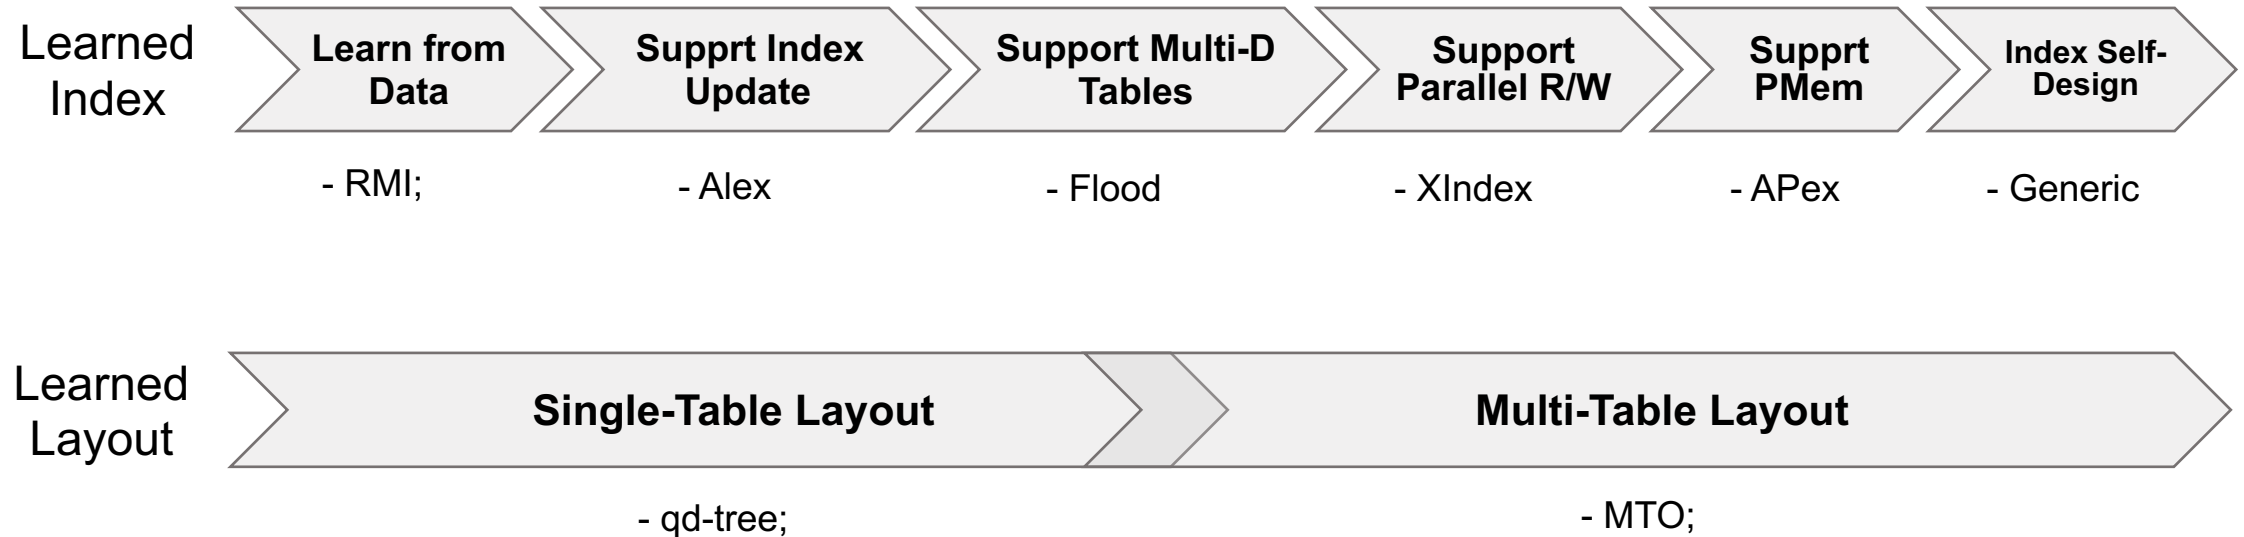 Learned
Index
Learn from
Data
Supprt Index
Update
Support Multi-D
Tables
Support
Parallel R/W
Supprt
PMem
Index Self-
Design
- RMI;
- Alex
- Flood
- XIndex
- APex
- Generic
Learned
Layout
Single-Table Layout
Multi-Table Layout
- qd-tree;
- MTO;